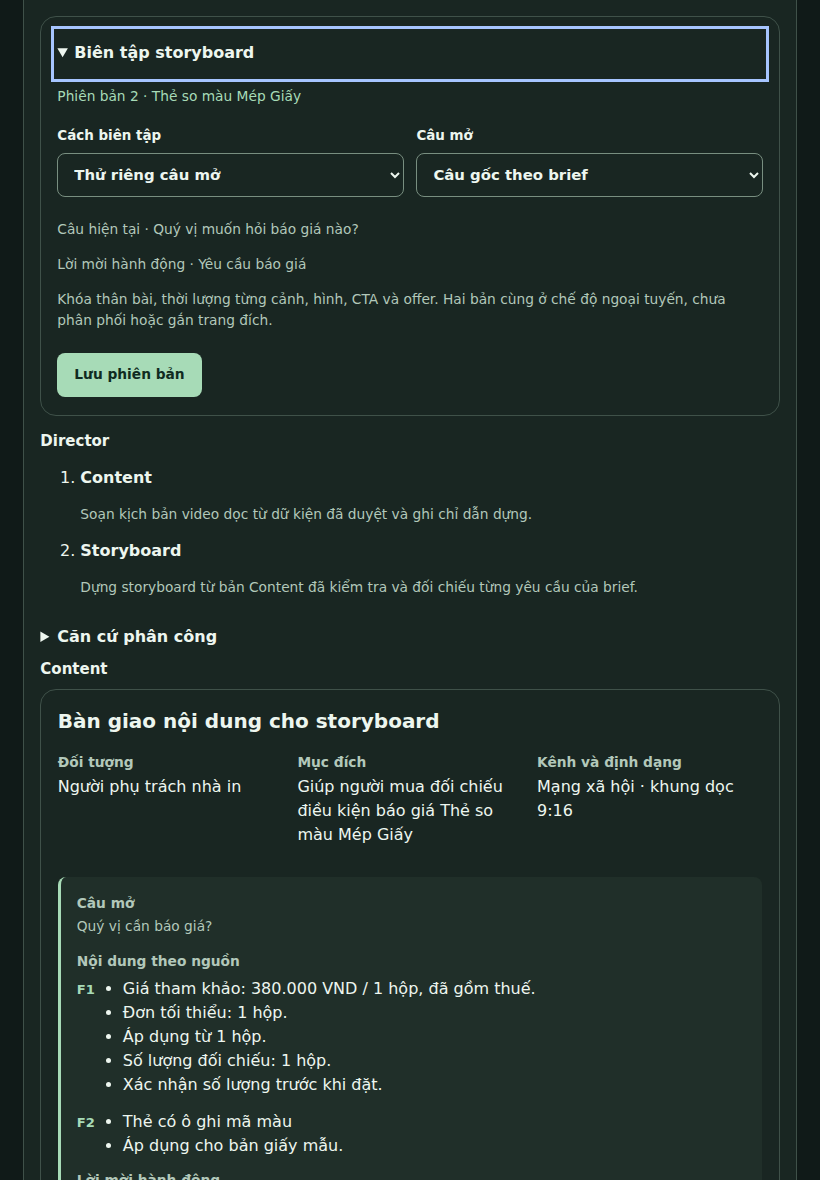 Biên tập storyboard
Phiên bản 2 · Thẻ so màu Mép Giấy
Cách biên tập
Câu mở
Thử riêng câu mở
Câu gốc theo brief
Câu hiện tại · Quý vị muốn hỏi báo giá nào?
Lời mời hành động · Yêu cầu báo giá
Khóa thân bài, thời lượng từng cảnh, hình, CTA và offer. Hai bản cùng ở chế độ ngoại tuyến, chưa
phân phối hoặc gắn trang đích.
Lưu phiên bản
Director
1. Content
Soạn kịch bản video dọc từ dữ kiện đã duyệt và ghi chỉ dẫn dựng.
2. Storyboard
Dựng storyboard từ bản Content đã kiểm tra và đối chiếu từng yêu cầu của brief.
Căn cứ phân công
Content
Bàn giao nội dung cho storyboard
Đối tượng
Người phụ trách nhà in
Mục đích
Giúp người mua đối chiếu
điều kiện báo giá Thẻ so
màu Mép Giấy
Kênh và định dạng
Mạng xã hội · khung dọc
9:16
Câu mở
Quý vị cần báo giá?
Nội dung theo nguồn
F1 • Giá tham khảo: 380.000 VND / 1 hộp, đã gồm thuế.
• Đơn tối thiểu: 1 hộp.
• Áp dụng từ 1 hộp.
• Số lượng đối chiếu: 1 hộp.
• Xác nhận số lượng trước khi đặt.
F2 • Thẻ có ô ghi mã màu
• Áp dụng cho bản giấy mẫu.
Lời mời hành động